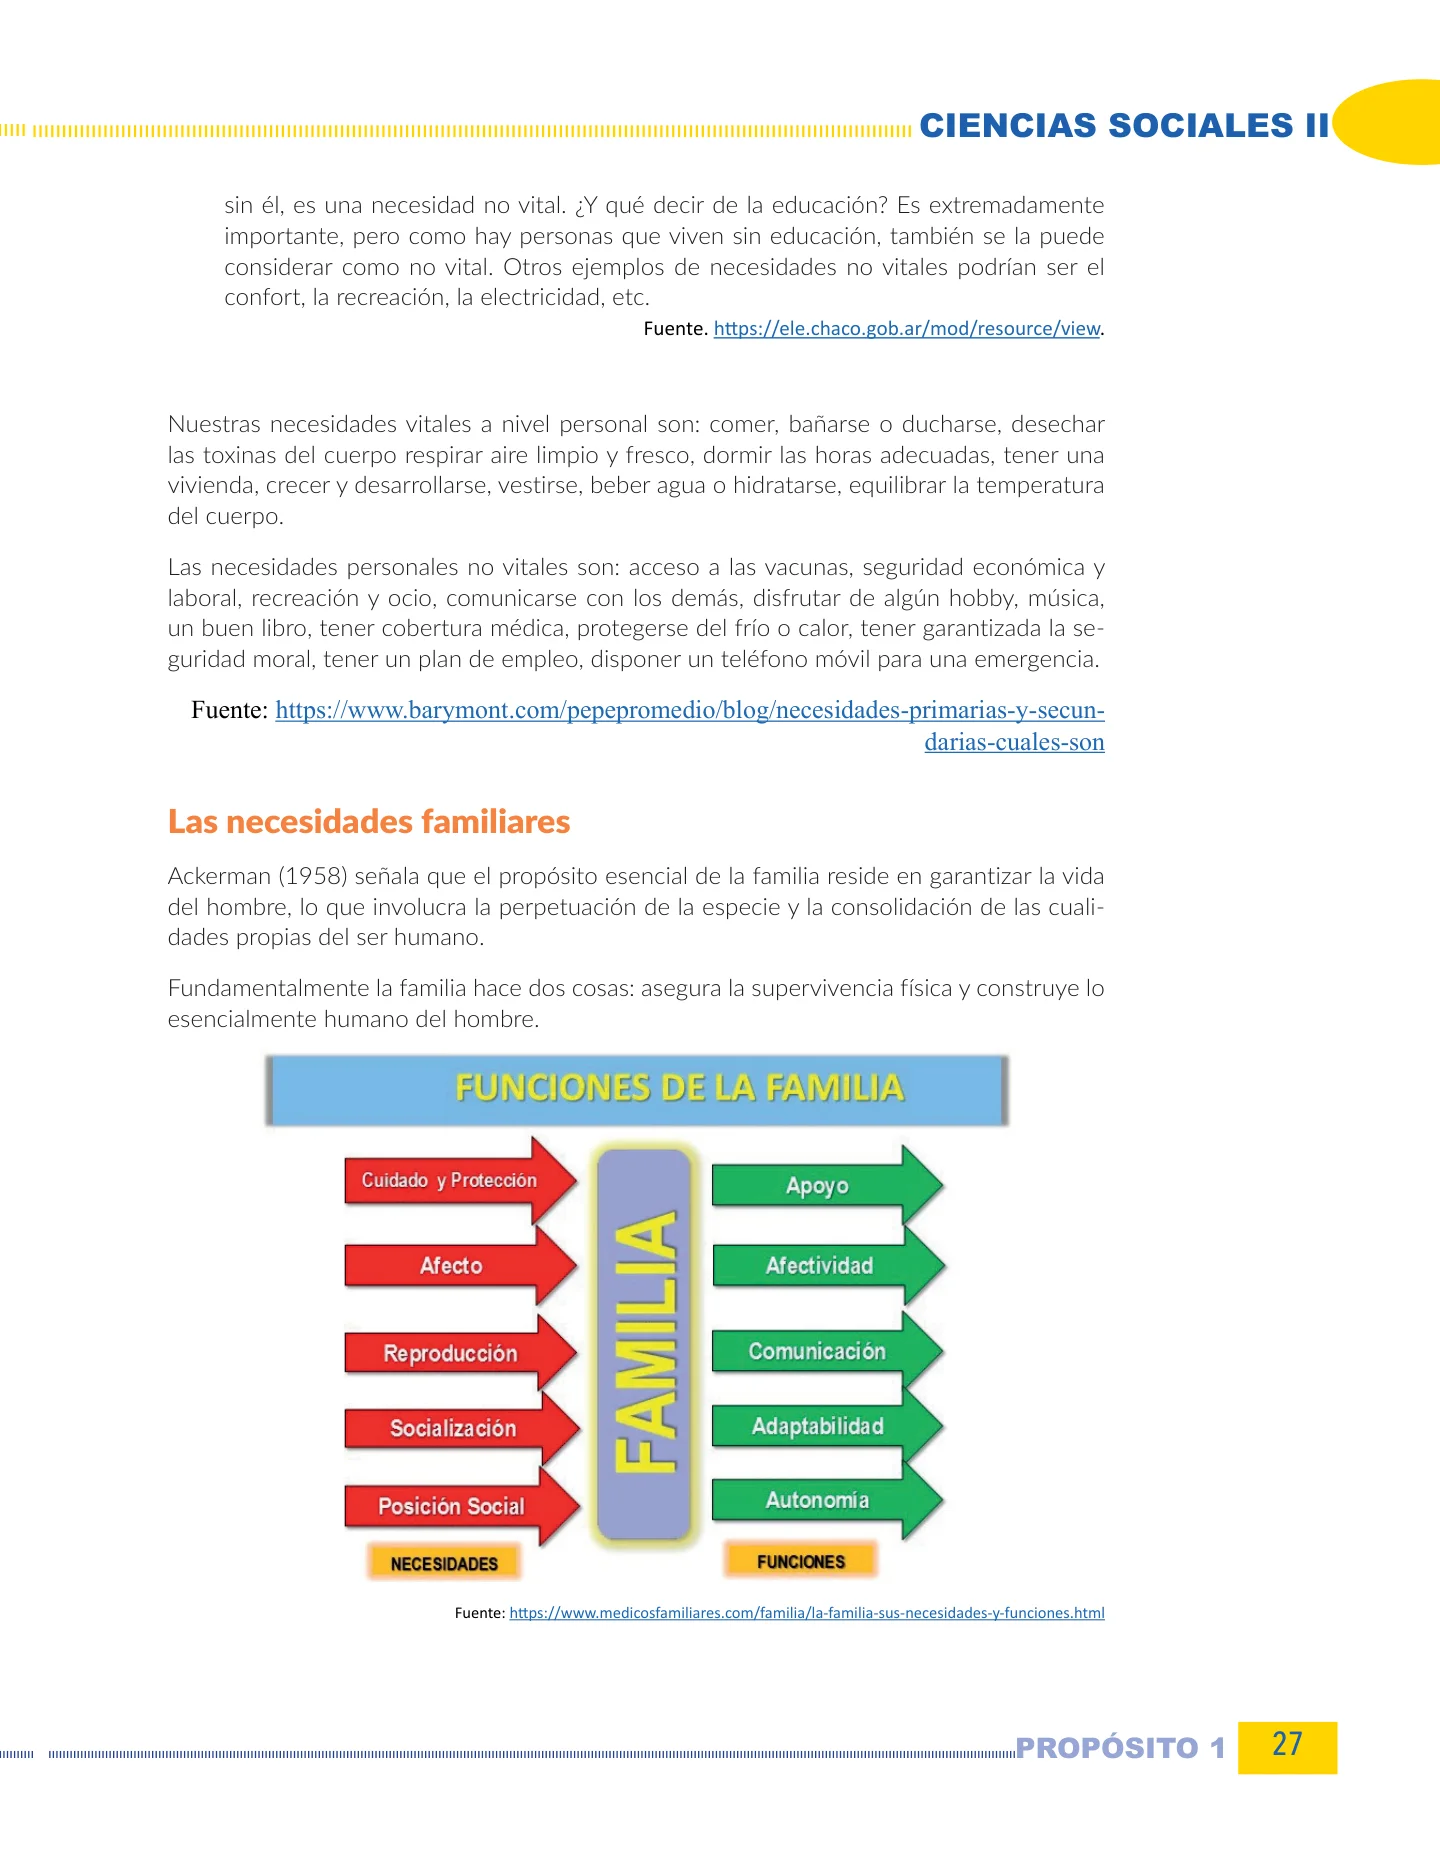 CIENCIAS SOCIALES II
sin él, es una necesidad no vital. ¿Y qué decir de la educación? Es extremadamente
importante, pero como hay personas que viven sin educación, también se la puede
considerar como no vital. Otros ejemplos de necesidades no vitales podrían ser el
confort, la recreación, la electricidad, etc.
Fuente. https://ele.chaco.gob.ar/mod/resource/view.
Nuestras necesidades vitales a nivel personal son: comer, bañarse o ducharse, desechar
las toxinas del cuerpo respirar aire limpio y fresco, dormir las horas adecuadas, tener una
vivienda, crecer y desarrollarse, vestirse, beber agua o hidratarse, equilibrar la temperatura
del cuerpo.
Las necesidades personales no vitales son: acceso a las vacunas, seguridad económica y
laboral, recreación y ocio, comunicarse con los demás, disfrutar de algún hobby, música,
un buen libro, tener cobertura médica, protegerse del frío o calor, tener garantizada la se-
guridad moral, tener un plan de empleo, disponer un teléfono móvil para una emergencia.
Fuente: https://www.barymont.com/pepepromedio/blog/necesidades-primarias-y-secun-
darias-cuales-son
Las necesidades familiares
Ackerman (1958) señala que el propósito esencial de la familia reside en garantizar la vida
del hombre, lo que involucra la perpetuación de la especie y la consolidación de las cuali-
dades propias del ser humano.
Fundamentalmente la familia hace dos cosas: asegura la supervivencia física y construye lo
esencialmente humano del hombre.
FUNCIONES DE LA FAMILIA
Cuidado y Protección
Afecto
Reproducción
Socialización
Posición Social
NECESIDADES
FAMILIA
Apoyo
Afectividad
Comunicación
Adaptabilidad
Autonomía
FUNCIONES
Fuente: https://www.medicosfamiliares.com/familia/la-familia-sus-necesidades-y-funciones.html
PROPÓSITO 1
27